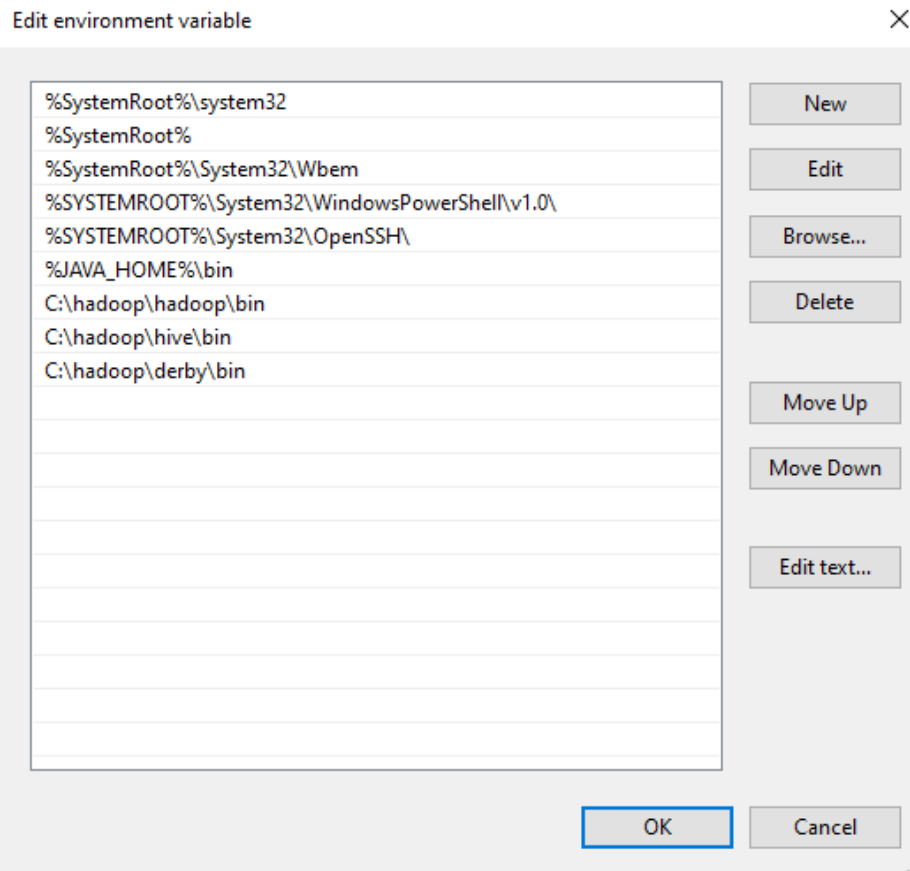 Edit environment variable
%SystemRoot%\system32
%SystemRoot%
%SystemRoot%\System32\Wbem
%SYSTEMROOT%\System32\WindowsPowerShell\v1.0\
%SYSTEMROOT%\System32\OpenSSH\
%JAVA_HOME%\bin
C:\hadoop\hadoop\bin
C:\hadoop\hive\bin
C:\hadoop\derby\bin
New
Edit
Browse...
Delete
Move Up
Move Down
Edit text...
OK
Cancel